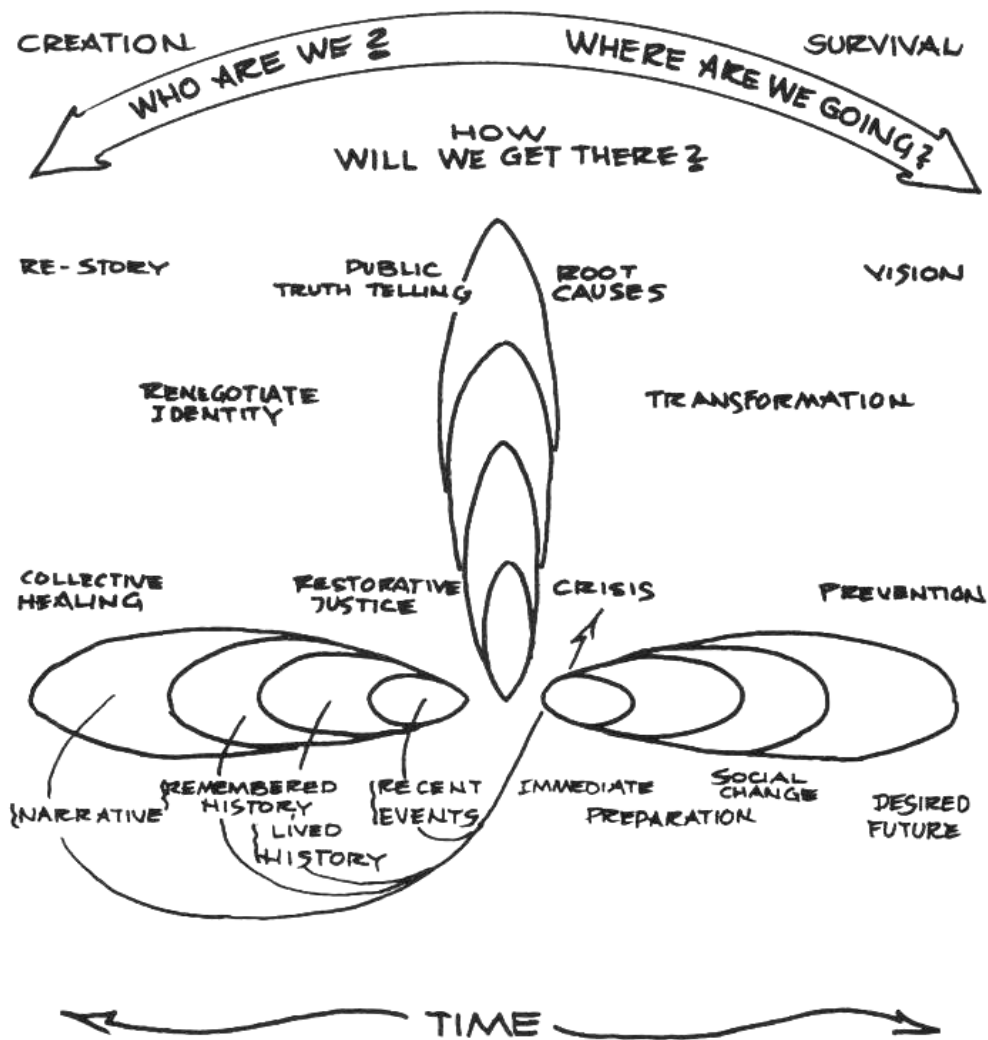 CREATION
SURVIVAL
WHO ARE WE?
WHERE ARE WE GOING?
HOW
WILL WE GET THERE?
RE-STORY
PUBLIC
TRUTH TELLING
ROOT
CAUSES
VISION
RENEGOTIATE
IDENTITY
TRANSFORMATION
COLLECTIVE
HEALING
RESTORATIVE
JUSTICE
CRISIS
PREVENTION
NARRATIVE
REMEMBERED
HISTORY
LIVED
HISTORY
RECENT
EVENTS
IMMEDIATE
PREPARATION
SOCIAL
CHANGE
DESIRED
FUTURE
TIME